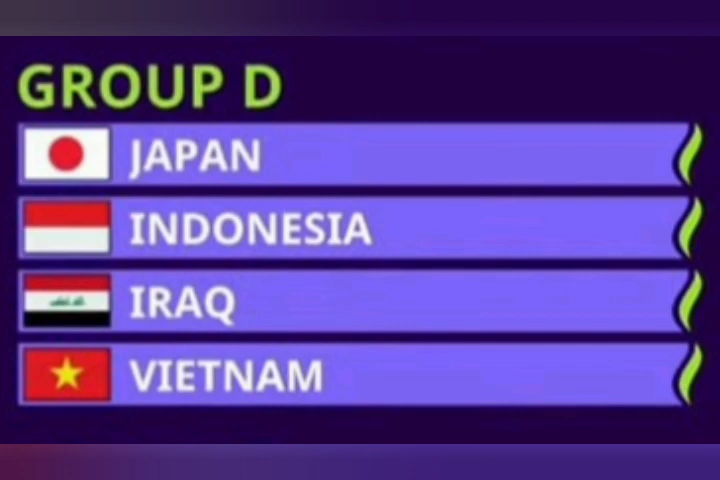 GROUP D
JAPAN
INDONESIA
IRAQ
VIETNAM